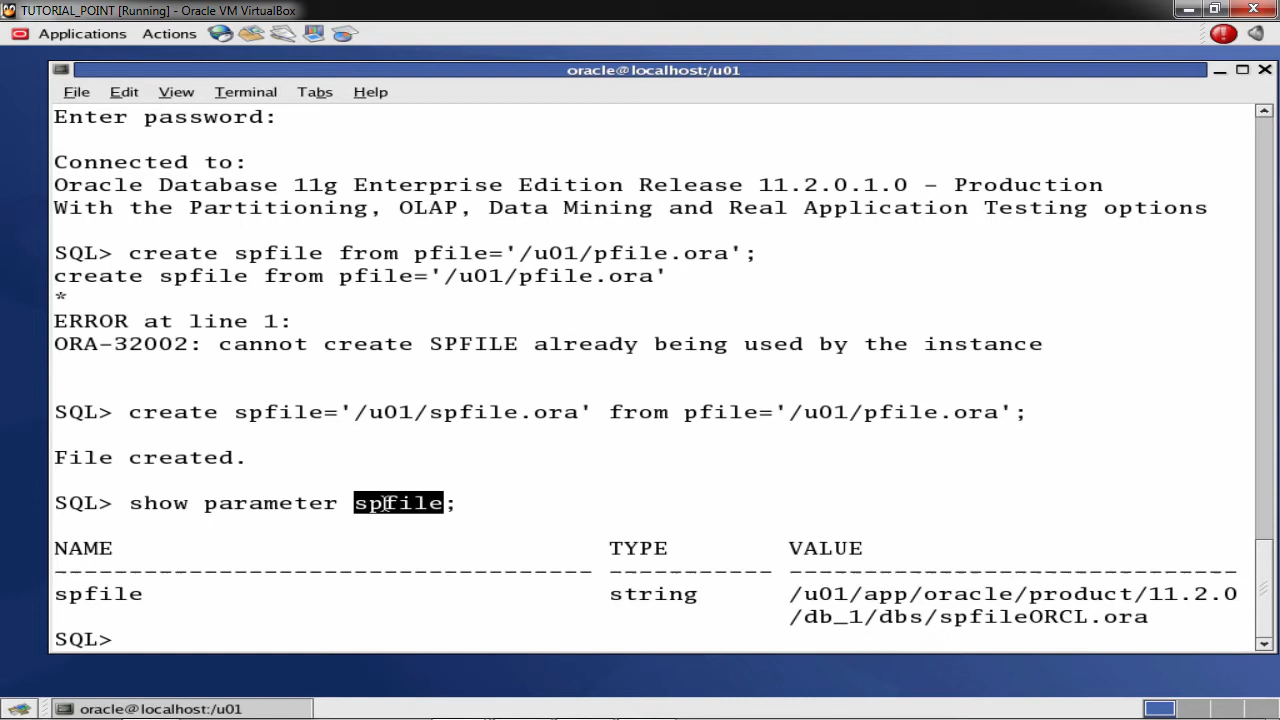 TUTORIAL_POINT [Running] - Oracle VM VirtualBox
Applications Actions
oracle@localhost:/u01
File Edit View Terminal Tabs Help
Enter password:
Connected to:
Oracle Database 11g Enterprise Edition Release 11.2.0.1.0 - Production
With the Partitioning, OLAP, Data Mining and Real Application Testing options
SQL> create spfile from pfile='/u01/pfile.ora';
create spfile from pfile='/u01/pfile.ora'
*
ERROR at line 1:
ORA-32002: cannot create SPFILE already being used by the instance
SQL> create spfile='/u01/spfile.ora' from pfile='/u01/pfile.ora';
File created.
SQL> show parameter spfile;
NAME TYPE VALUE
------------------------------------ ----------- ------------------------------
spfile string /u01/app/oracle/product/11.2.0
/db_1/dbs/spfileORCL.ora
SQL>
oracle@localhost:/u01